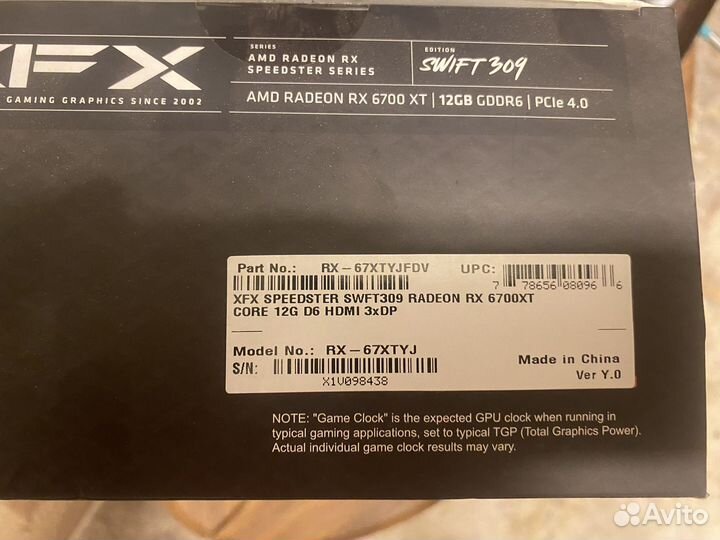 XFX
GAMING GRAPHICS SINCE 2002
SERIES
AMD RADEON RX
SPEEDSTER SERIES
EDITION
SWIFT 309
AMD RADEON RX 6700 XT | 12GB GDDR6 | PCIe 4.0
Part No.: RX-67XTYJFDV UPC:
7 78656 08096 6
XFX SPEEDSTER SWFT309 RADEON RX 6700XT
CORE 12G D6 HDMI 3xDP
Model No.: RX-67XTYJ
Made in China
S/N:
Ver Y.0
X1V098438
NOTE: "Game Clock" is the expected GPU clock when running in
typical gaming applications, set to typical TGP (Total Graphics Power).
Actual individual game clock results may vary.
Avito